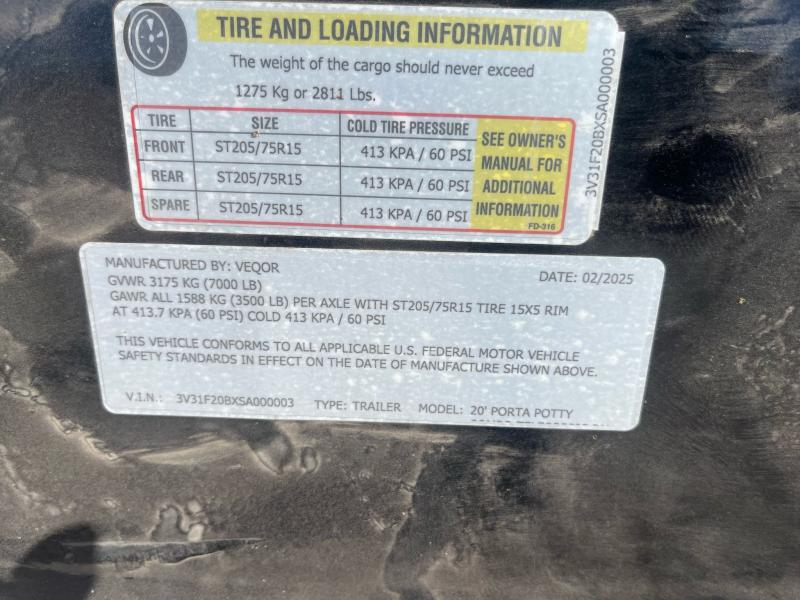 TIRE AND LOADING INFORMATION
The weight of the cargo should never exceed
1275 Kg or 2811 Lbs.
TIRE SIZE COLD TIRE PRESSURE SEE OWNER'S MANUAL FOR ADDITIONAL INFORMATION
FRONT ST205/75R15 413 KPA / 60 PSI
REAR ST205/75R15 413 KPA / 60 PSI
SPARE ST205/75R15 413 KPA / 60 PSI
FD-316
3V31F20BXSA000003
MANUFACTURED BY: VEQOR DATE: 02/2025
GVWR 3175 KG (7000 LB)
GAWR ALL 1588 KG (3500 LB) PER AXLE WITH ST205/75R15 TIRE 15X5 RIM
AT 413.7 KPA (60 PSI) COLD 413 KPA / 60 PSI
THIS VEHICLE CONFORMS TO ALL APPLICABLE U.S. FEDERAL MOTOR VEHICLE
SAFETY STANDARDS IN EFFECT ON THE DATE OF MANUFACTURE SHOWN ABOVE.
V.I.N.: 3V31F20BXSA000003 TYPE: TRAILER MODEL: 20' PORTA POTTY